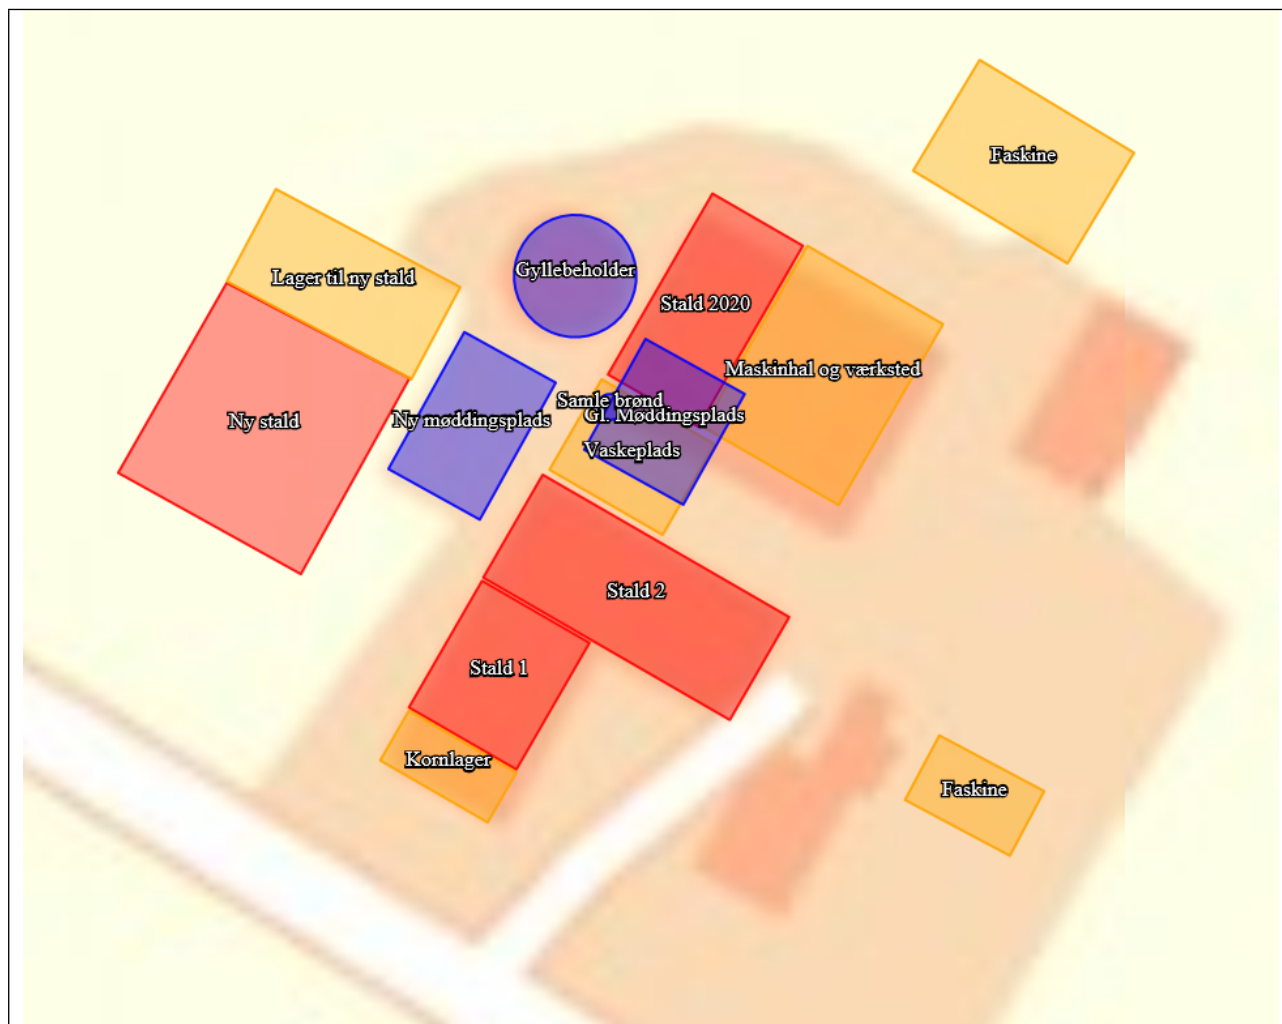 Faskine
Gyllebeholder
Lager til ny stald
Stald 2020
Maskinhal og værksted
Samle brønd
Gl. Møddingsplads
Ny stald
Ny møddingsplads
Vaskeplads
Stald 2
Stald 1
Kornlager
Faskine